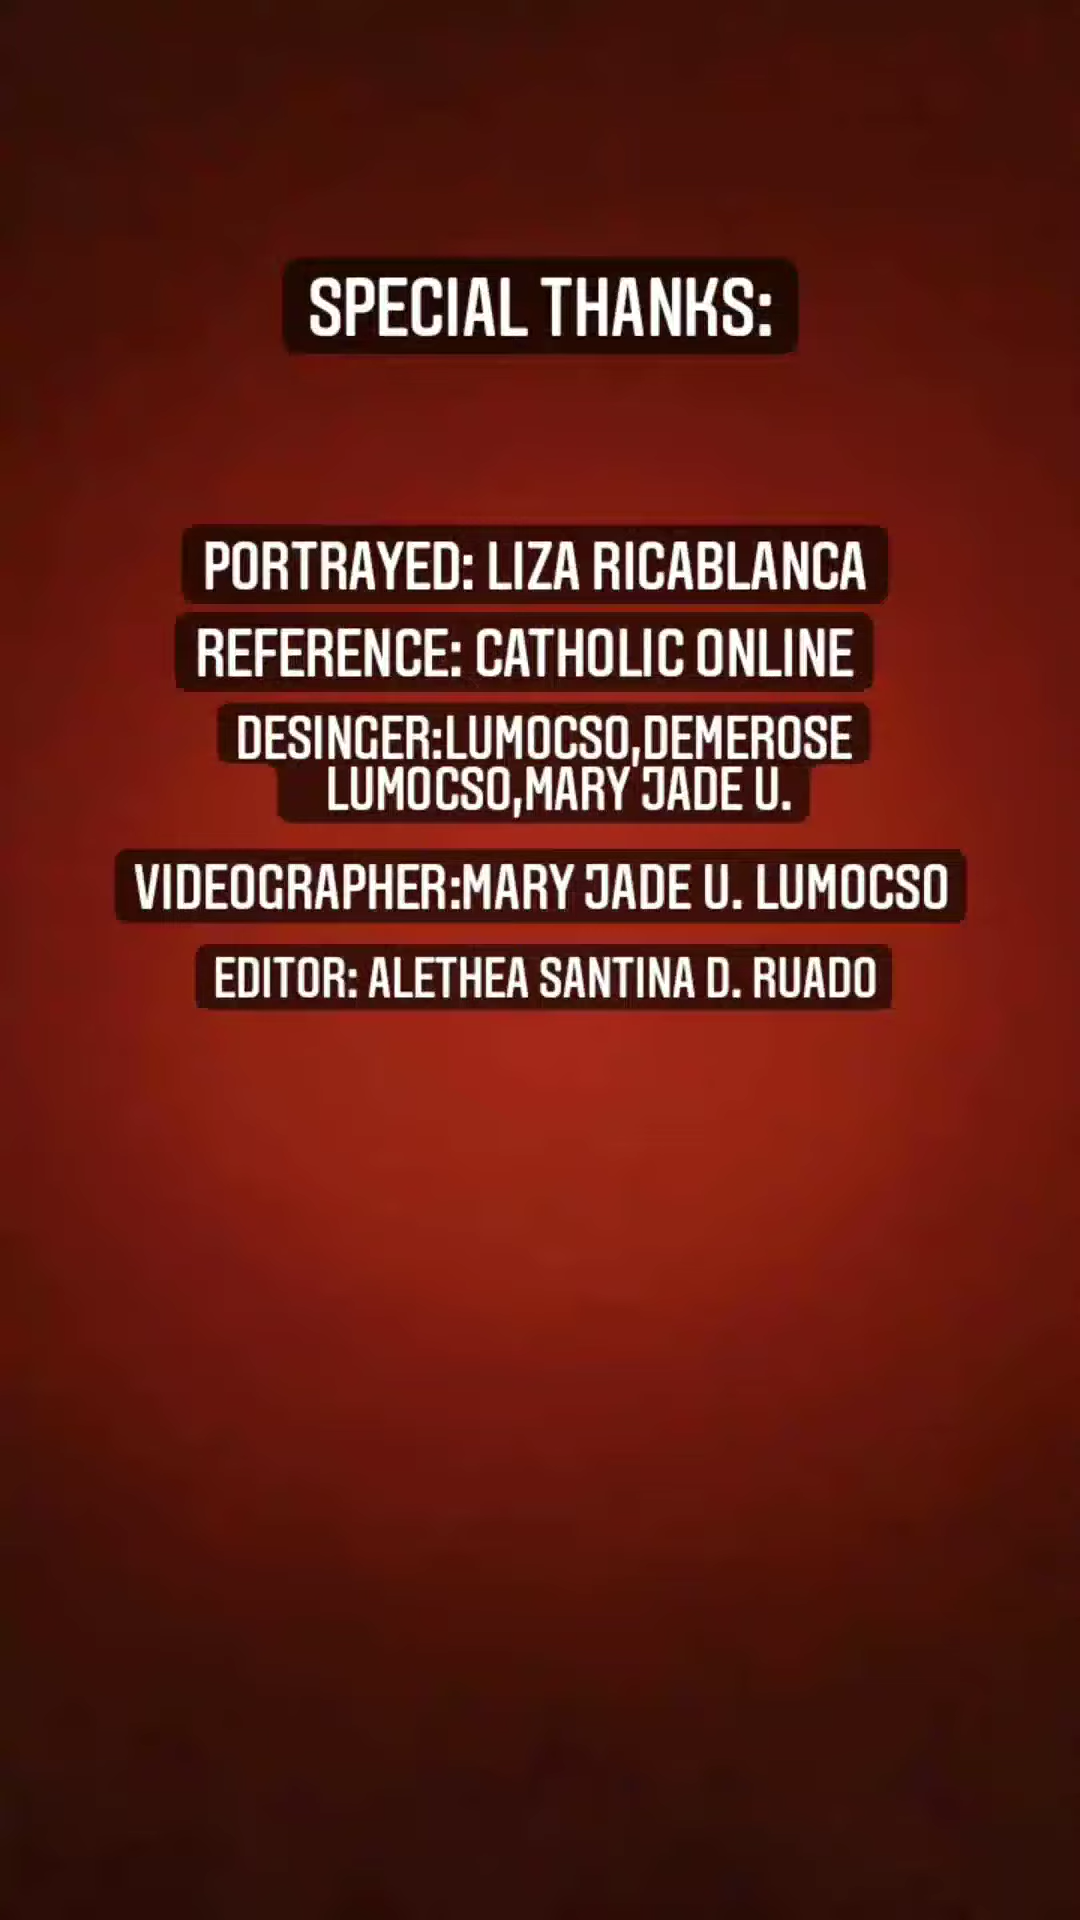 SPECIAL THANKS:
PORTRAYED: LIZA RICABLANCA
REFERENCE: CATHOLIC ONLINE
DESINGER:LUMOCSO,DEMEROSE
LUMOCSO,MARY JADE U.
VIDEOGRAPHER:MARY JADE U. LUMOCSO
EDITOR: ALETHEA SANTINA D. RUADO